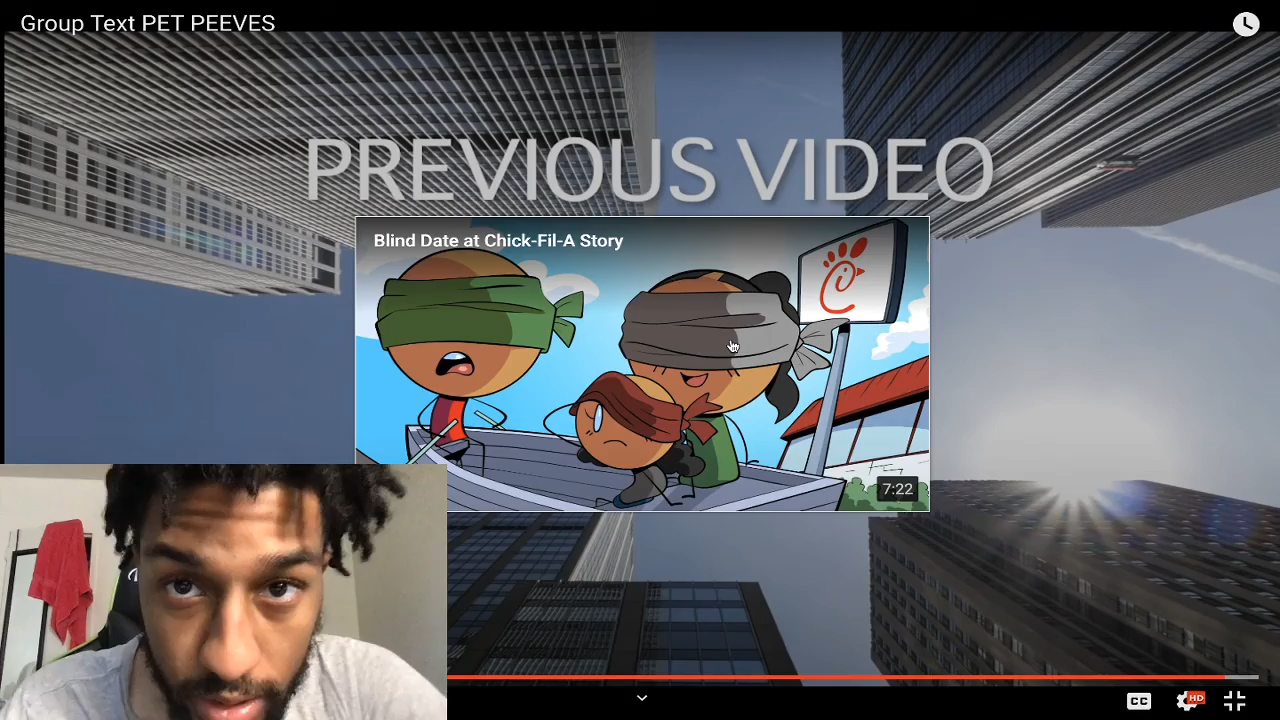 Group Text PET PEEVES
PREVIOUS VIDEO
Blind Date at Chick-Fil-A Story
7:22
CC
HD